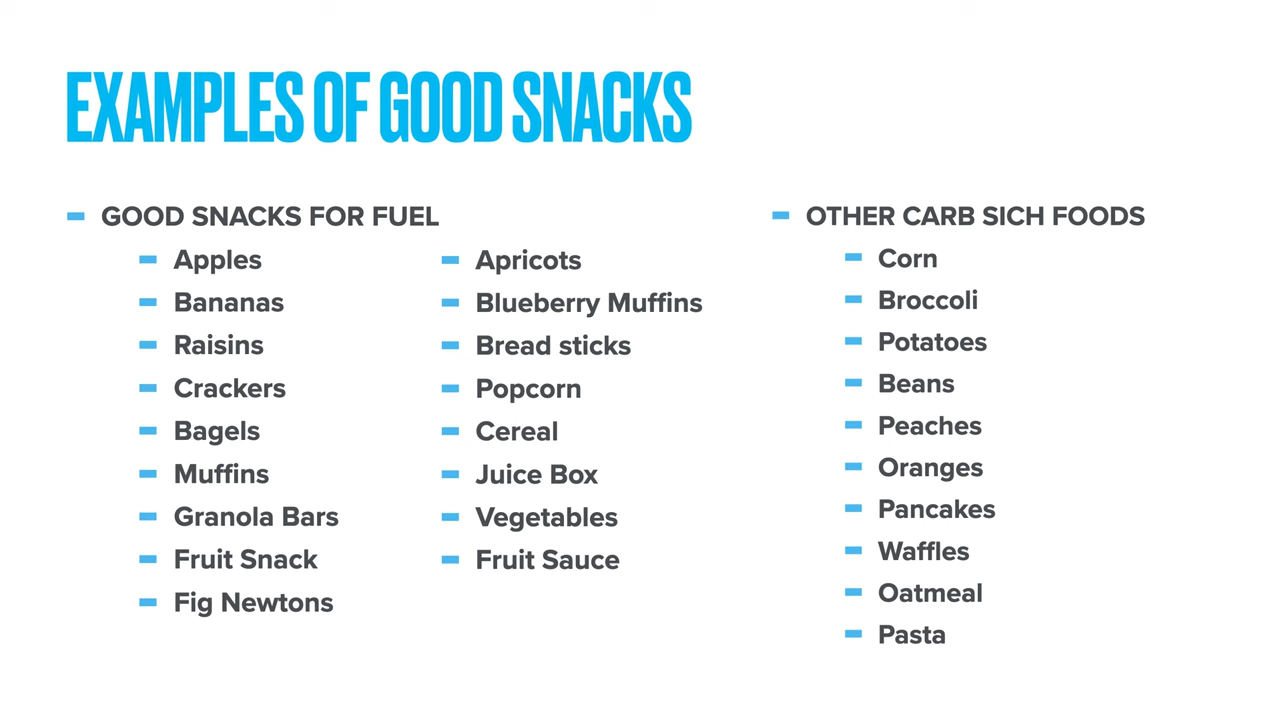 EXAMPLES OF GOOD SNACKS
GOOD SNACKS FOR FUEL
Apples
Bananas
Raisins
Crackers
Bagels
Muffins
Granola Bars
Fruit Snack
Fig Newtons
Apricots
Blueberry Muffins
Bread sticks
Popcorn
Cereal
Juice Box
Vegetables
Fruit Sauce
OTHER CARB SICH FOODS
Corn
Broccoli
Potatoes
Beans
Peaches
Oranges
Pancakes
Waffles
Oatmeal
Pasta